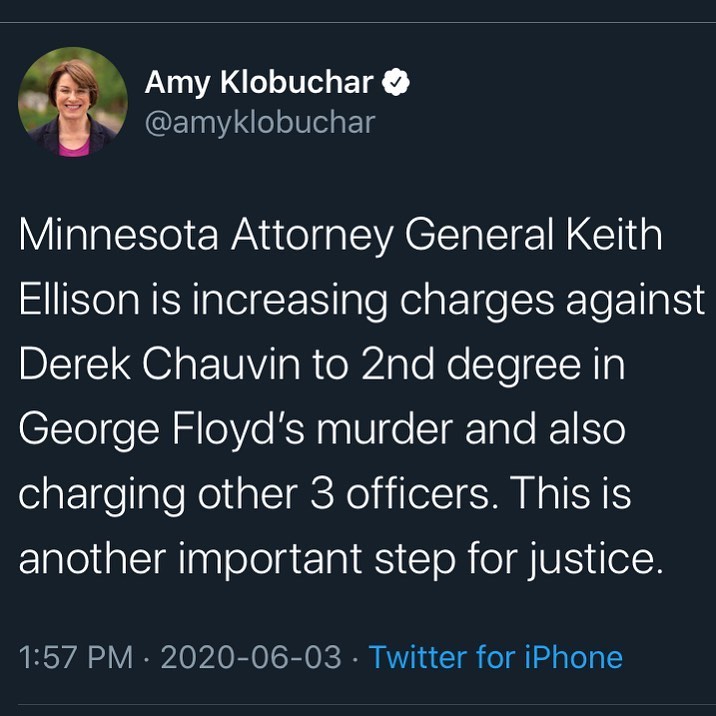 Amy Klobuchar
@amyklobuchar
Minnesota Attorney General Keith
Ellison is increasing charges against
Derek Chauvin to 2nd degree in
George Floyd’s murder and also
charging other 3 officers. This is
another important step for justice.
1:57 PM · 2020-06-03 · Twitter for iPhone